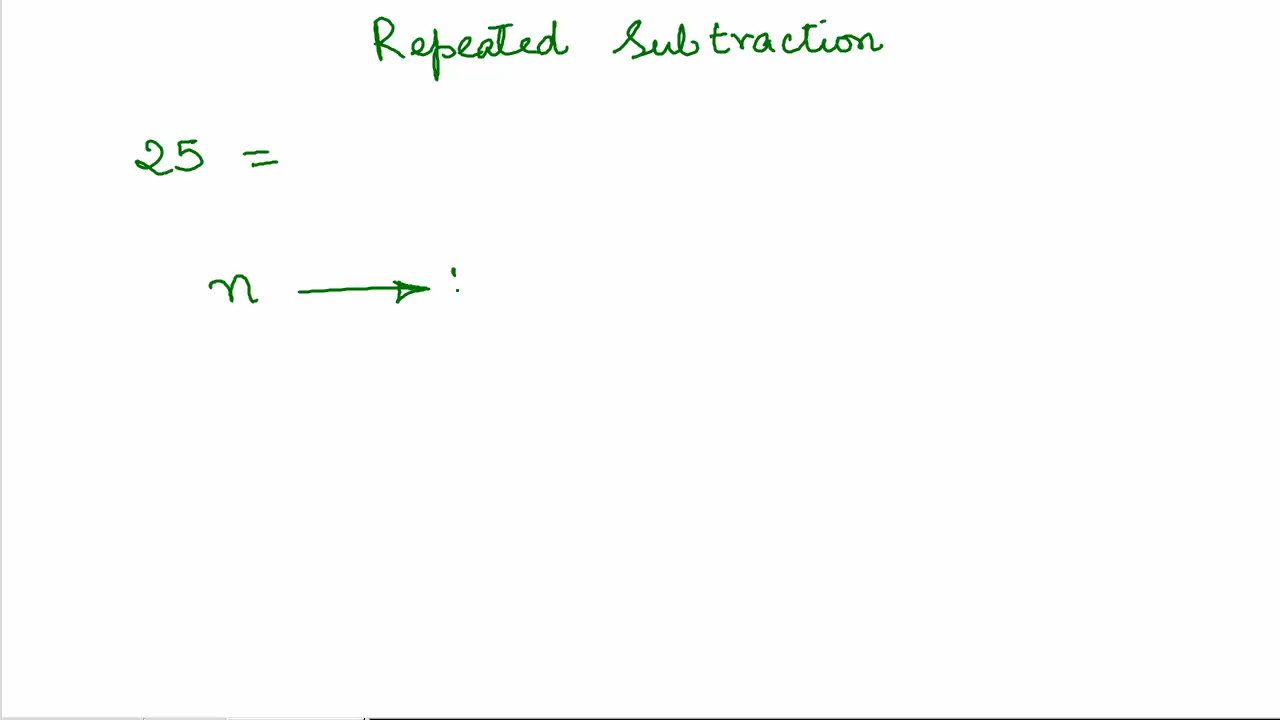 Repeated Subtraction
25 =
n →